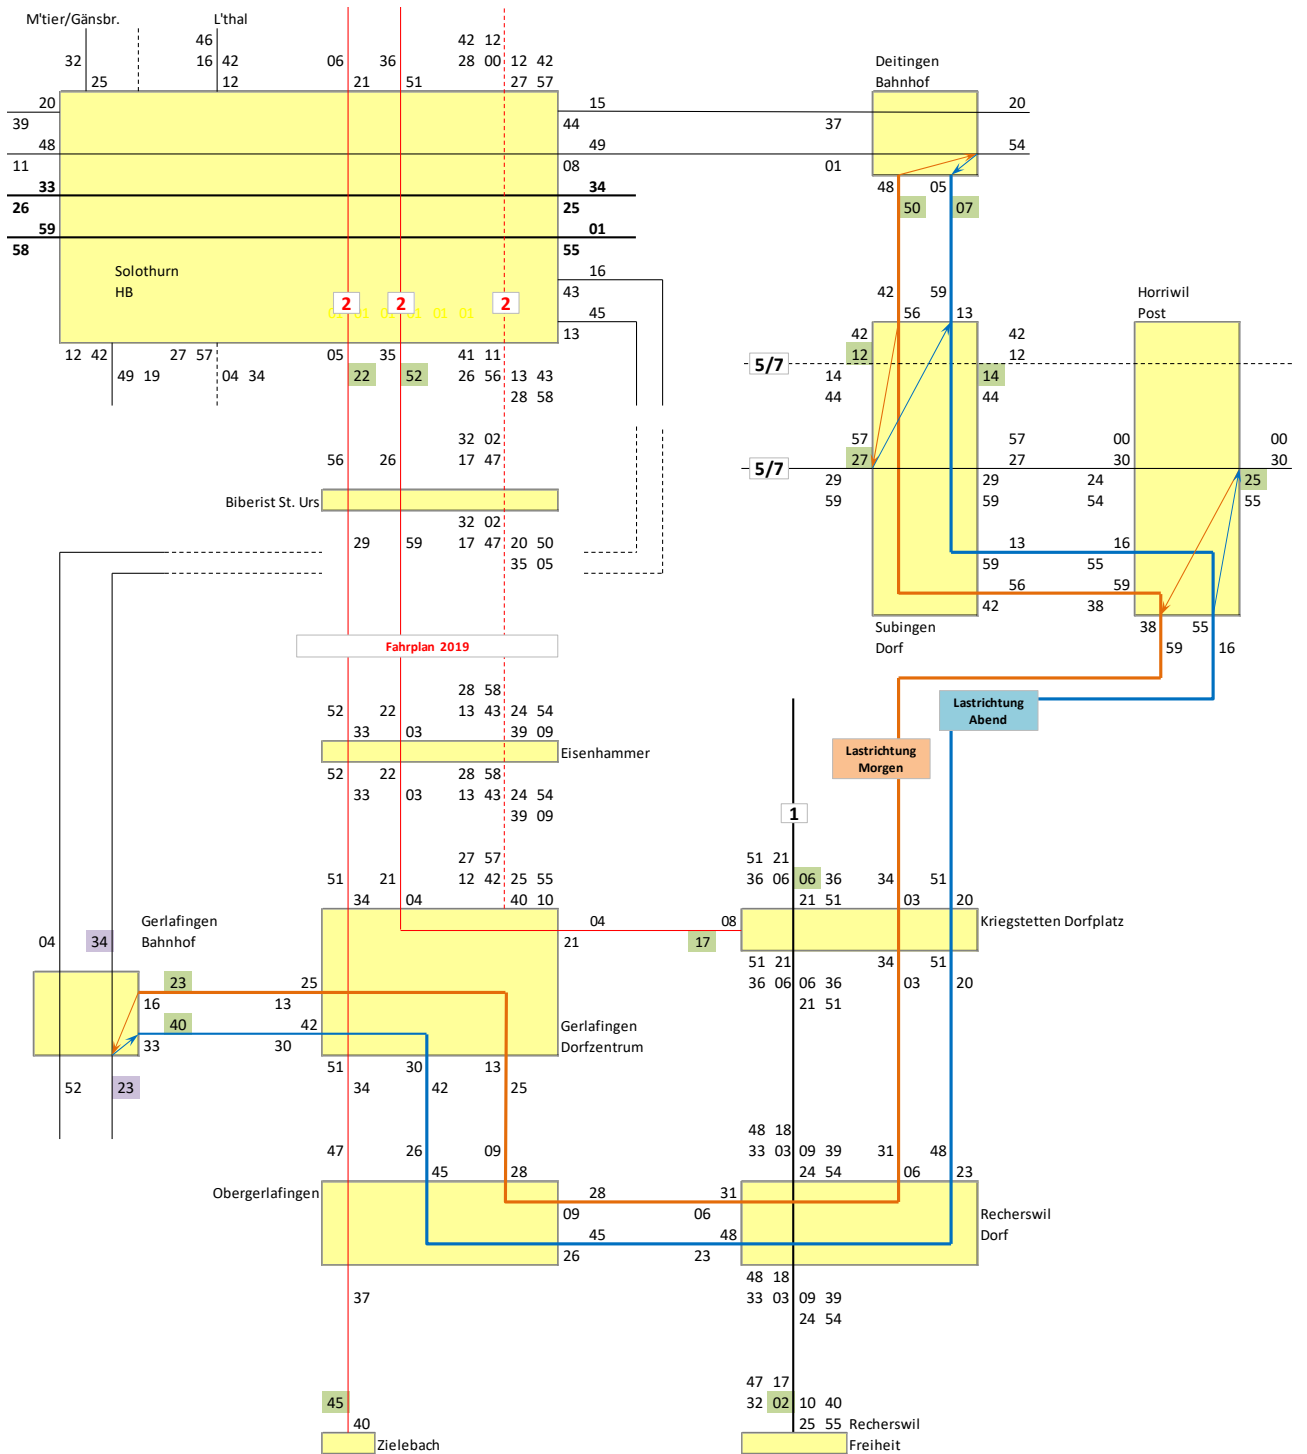 M'tier/Gänsbr. L'thal
46 42 12
32 16 42 06 36 28 00 12 42 Deitingen
25 12 21 51 27 57 Bahnhof
20 15 20
39 44 37
48 49 54
11 08 01
33 34 48 05
26 25 50 07
59 01
58 55
Solothurn 16
HB 43 42 59 Horriwil
2 2 2 45 56 13 Post
01 01 01 01 01 01
13
12 42 27 57 05 35 41 11 42 42
49 19 04 34 22 52 26 56 13 43 12 12
28 58 5/7 14 14
44 44
32 02 57 57 00 00
56 26 17 47 27 27 30 30
5/7 29 29 24 25
Biberist St. Urs 59 59 54 55
32 02
29 59 17 47 20 50 13 16
35 05 59 55
56 59
42 38
Subingen 38 55
Fahrplan 2019 Dorf 59 16
28 58
52 22 13 43 24 54 Lastrichtung
33 03 39 09 Abend
Eisenhammer Lastrichtung
52 22 28 58 Morgen
33 03 13 43 24 54
39 09 1
27 57 51 21
51 21 12 42 25 55 36 06 06 36 34 51
34 04 40 10 21 51 03 20
Gerlafingen 04 08 Kriegstetten Dorfplatz
04 34 Bahnhof 21 17
51 21 34 51
23 25 36 06 06 36 03 20
16 13 21 51
40 42 Gerlafingen
33 30 Dorfzentrum
51 30 13
52 23 34 42 25
48 18
47 26 09 33 03 09 39 31 48
45 28 24 54 06 23
Obergerlafingen 28 31
09 06 Recherswil
45 48 Dorf
26 23
48 18
37 33 03 09 39
24 54
47 17
45 32 02 10 40
40 25 55 Recherswil
Zielebach Freiheit